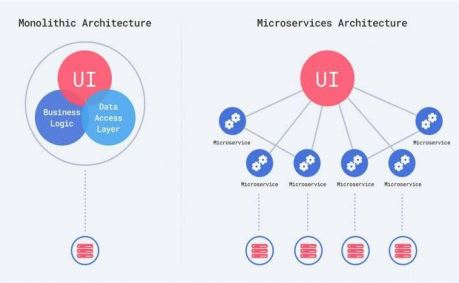 Monolithic Architecture
UI
Business
Logic
Data
Access
Layer
Microservices Architecture
UI
Microservice
Microservice
Microservice
Microservice
Microservice
Microservice